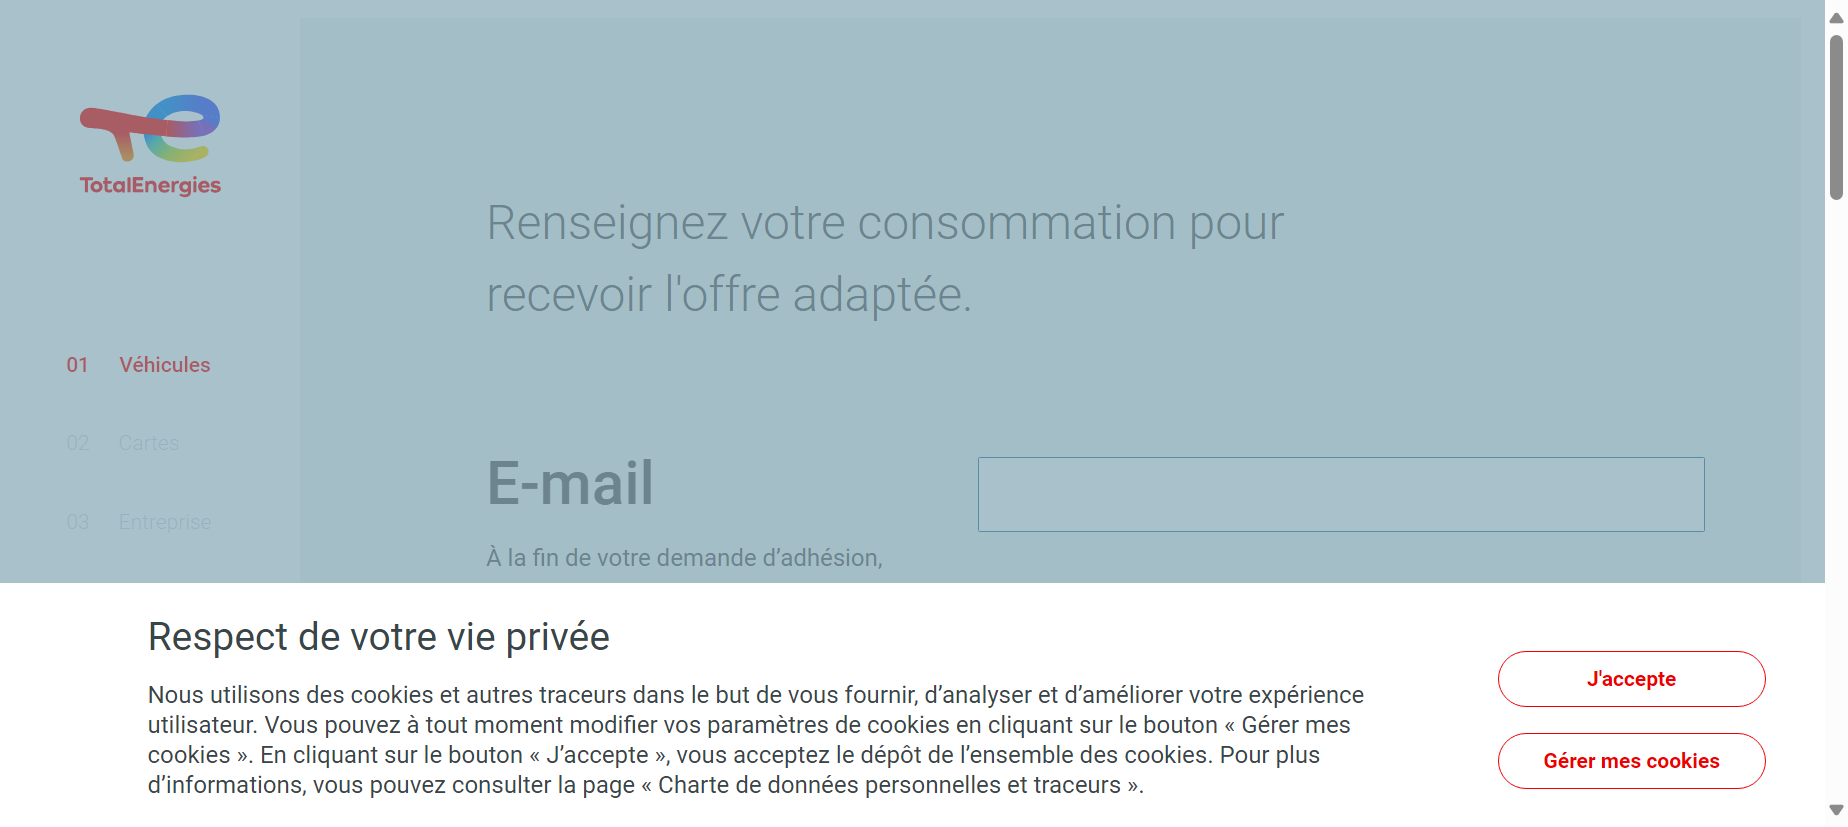 TotalEnergies
Renseignez votre consommation pour
recevoir l'offre adaptée.
01 Véhicules
02 Cartes
03 Entreprise
E-mail
À la fin de votre demande d’adhésion,
Respect de votre vie privée
Nous utilisons des cookies et autres traceurs dans le but de vous fournir, d’analyser et d’améliorer votre expérience
utilisateur. Vous pouvez à tout moment modifier vos paramètres de cookies en cliquant sur le bouton « Gérer mes
cookies ». En cliquant sur le bouton « J’accepte », vous acceptez le dépôt de l’ensemble des cookies. Pour plus
d’informations, vous pouvez consulter la page « Charte de données personnelles et traceurs ».
J'accepte
Gérer mes cookies